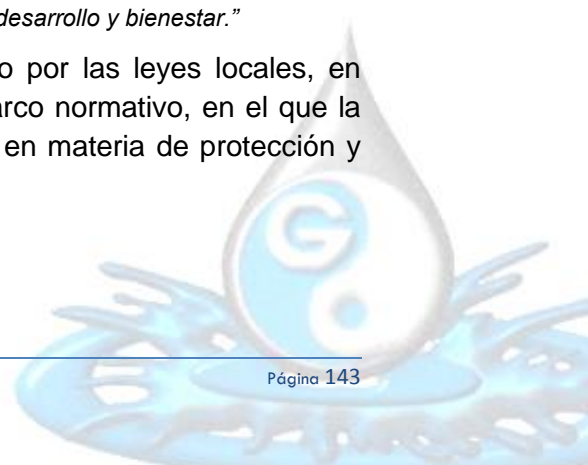 desarrollo y bienestar.”
o por las leyes locales, en
arco normativo, en el que la
en materia de protección y
G
Página 143